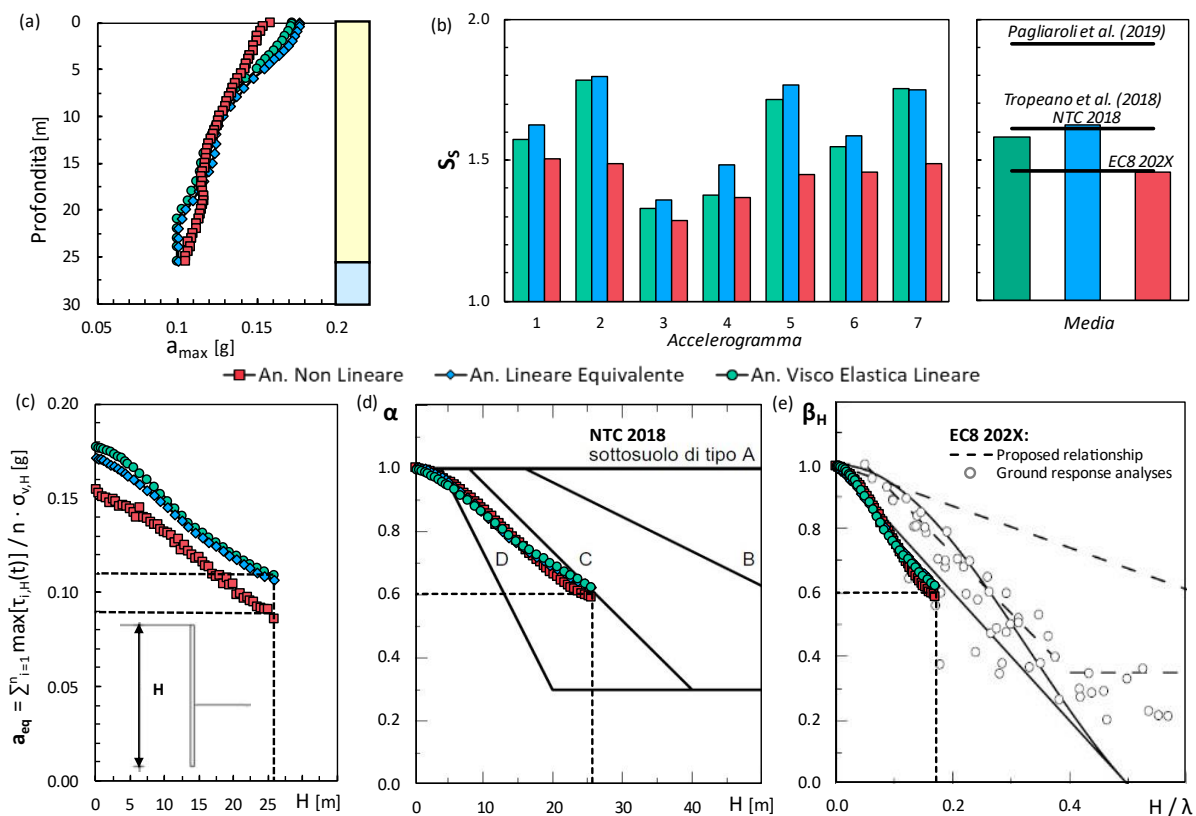 (a)
0
5
10
15
20
25
30
Profondità [m]
0.05
0.1
0.15
0.2
a_max [g]
(b)
2.0
1.5
1.0
S_S
1
2
3
4
5
6
7
Accelerogramma
Pagliaroli et al. (2019)
Tropeano et al. (2018)
NTC 2018
EC8 202X
Media
An. Non Lineare
An. Lineare Equivalente
An. Visco Elastica Lineare
(c)
0.20
0.15
0.10
0.05
0.00
a_eq = ∑^n_{i=1} max[τ_{i,H}(t)] / n · σ_{v,H} [g]
H
0
5
10
15
20
25
H [m]
(d)
α
NTC 2018
sottosuolo di tipo A
1.0
0.8
0.6
0.4
0.2
0.0
D
C
B
0
10
20
30
40
H [m]
(e)
β_H
EC8 202X:
Proposed relationship
Ground response analyses
1.0
0.8
0.6
0.4
0.2
0.0
0.0
0.2
0.4
H / λ